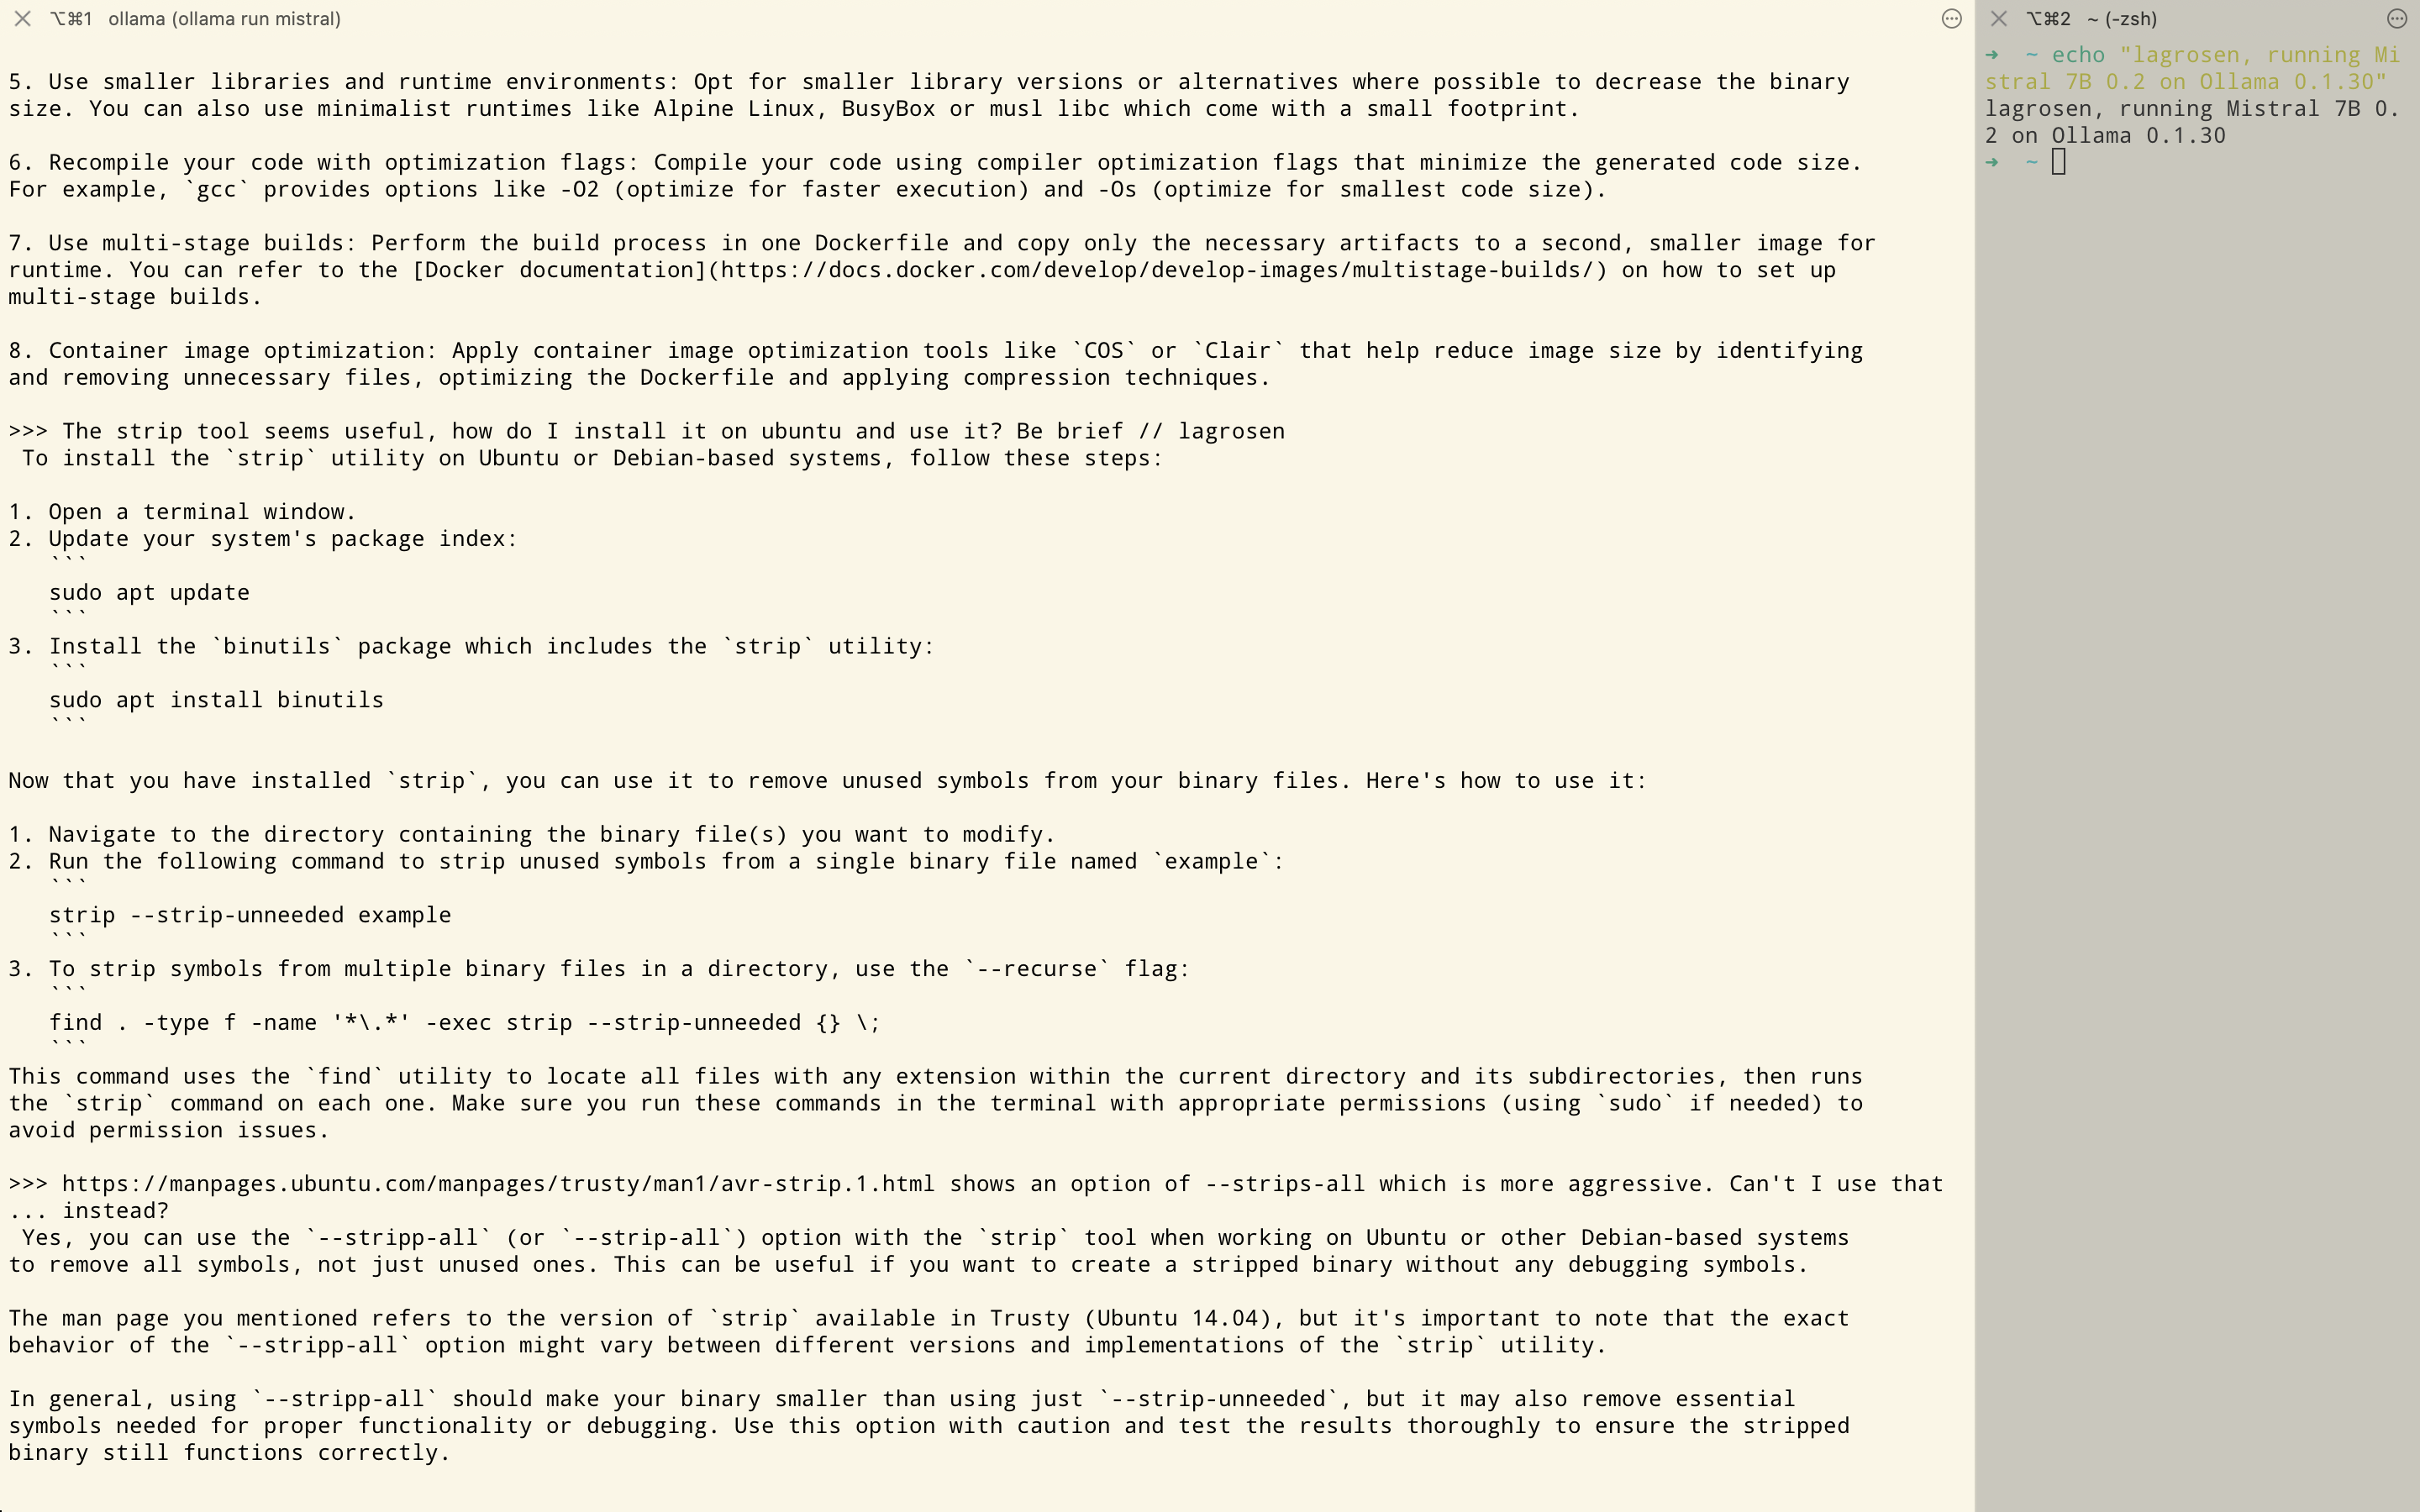 ⌥⌘1 ollama (ollama run mistral)
5. Use smaller libraries and runtime environments: Opt for smaller library versions or alternatives where possible to decrease the binary
size. You can also use minimalist runtimes like Alpine Linux, BusyBox or musl libc which come with a small footprint.
6. Recompile your code with optimization flags: Compile your code using compiler optimization flags that minimize the generated code size.
For example, `gcc` provides options like -O2 (optimize for faster execution) and -Os (optimize for smallest code size).
7. Use multi-stage builds: Perform the build process in one Dockerfile and copy only the necessary artifacts to a second, smaller image for
runtime. You can refer to the [Docker documentation](https://docs.docker.com/develop/develop-images/multistage-builds/) on how to set up
multi-stage builds.
8. Container image optimization: Apply container image optimization tools like `COS` or `Clair` that help reduce image size by identifying
and removing unnecessary files, optimizing the Dockerfile and applying compression techniques.
>>> The strip tool seems useful, how do I install it on ubuntu and use it? Be brief // lagrosen
To install the `strip` utility on Ubuntu or Debian-based systems, follow these steps:
1. Open a terminal window.
2. Update your system's package index:
```
sudo apt update
```
3. Install the `binutils` package which includes the `strip` utility:
```
sudo apt install binutils
```
Now that you have installed `strip`, you can use it to remove unused symbols from your binary files. Here's how to use it:
1. Navigate to the directory containing the binary file(s) you want to modify.
2. Run the following command to strip unused symbols from a single binary file named `example`:
```
strip --strip-unneeded example
```
3. To strip symbols from multiple binary files in a directory, use the `--recurse` flag:
```
find . -type f -name '*\.*' -exec strip --strip-unneeded {} \;
```
This command uses the `find` utility to locate all files with any extension within the current directory and its subdirectories, then runs
the `strip` command on each one. Make sure you run these commands in the terminal with appropriate permissions (using `sudo` if needed) to
avoid permission issues.
>>> https://manpages.ubuntu.com/manpages/trusty/man1/avr-strip.1.html shows an option of --strips-all which is more aggressive. Can't I use that
... instead?
Yes, you can use the `--stripp-all` (or `--strip-all`) option with the `strip` tool when working on Ubuntu or other Debian-based systems
to remove all symbols, not just unused ones. This can be useful if you want to create a stripped binary without any debugging symbols.
The man page you mentioned refers to the version of `strip` available in Trusty (Ubuntu 14.04), but it's important to note that the exact
behavior of the `--stripp-all` option might vary between different versions and implementations of the `strip` utility.
In general, using `--stripp-all` should make your binary smaller than using just `--strip-unneeded`, but it may also remove essential
symbols needed for proper functionality or debugging. Use this option with caution and test the results thoroughly to ensure the stripped
binary still functions correctly.
⌥⌘2 ~ (-zsh)
➜ ~ echo "lagrosen, running Mi
stral 7B 0.2 on Ollama 0.1.30"
lagrosen, running Mistral 7B 0.
2 on Ollama 0.1.30
➜ ~